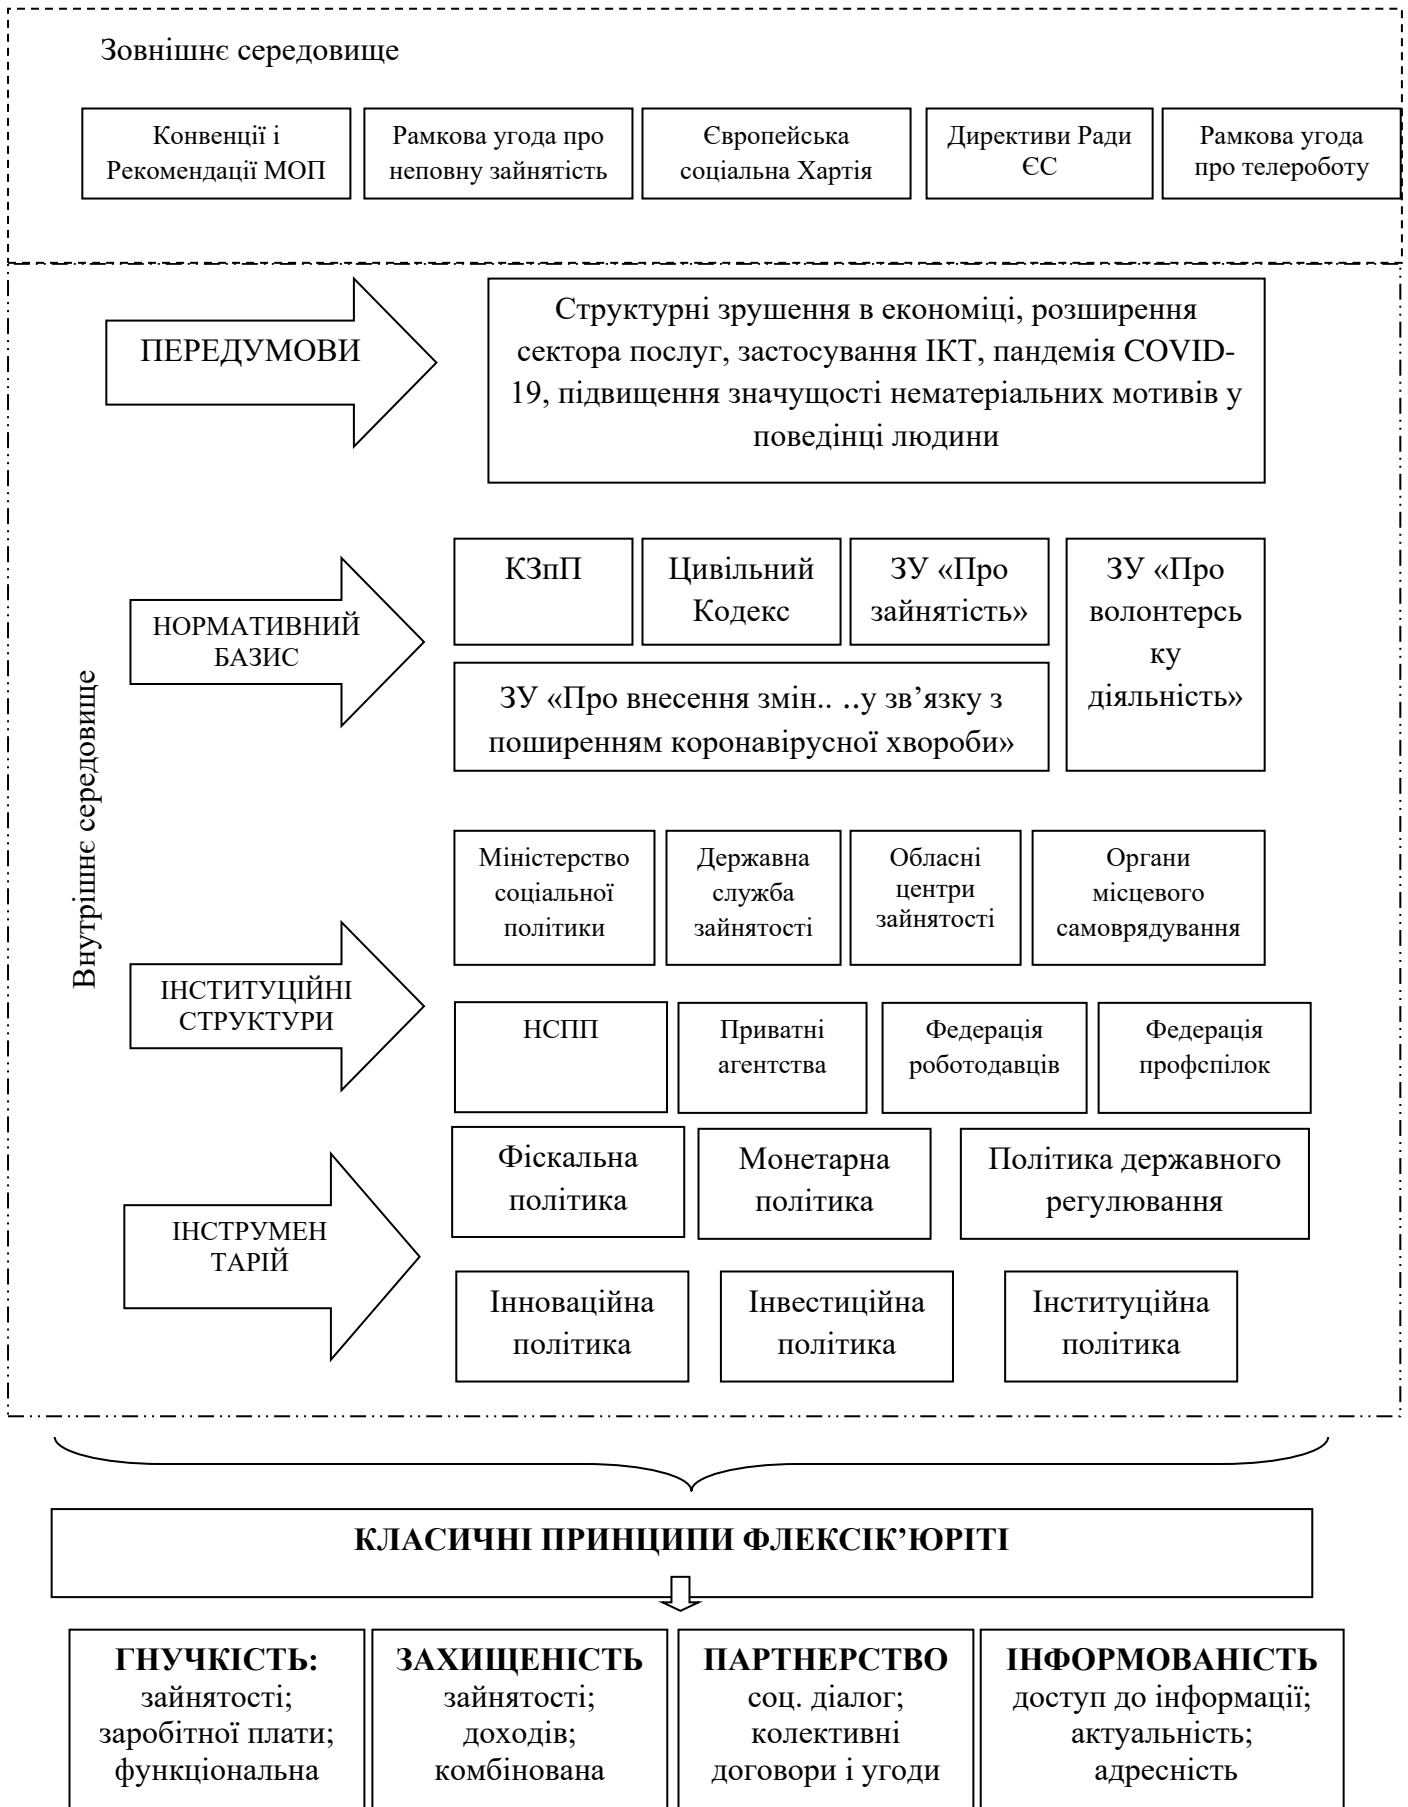 Зовнішнє середовище
Конвенції і
Рекомендації МОП
Рамкова угода про
неповну зайнятість
Європейська
соціальна Хартія
Директиви Ради
ЄС
Рамкова угода
про телероботу
Внутрішнє середовище
ПЕРЕДУМОВИ
Структурні зрушення в економіці, розширення
сектора послуг, застосування ІКТ, пандемія COVID-
19, підвищення значущості нематеріальних мотивів у
поведінці людини
НОРМАТИВНИЙ
БАЗИС
КЗпП
Цивільний
Кодекс
ЗУ «Про
зайнятість»
ЗУ «Про
волонтерсь
ку
діяльність»
ЗУ «Про внесення змін.. ..у зв’язку з
поширенням коронавірусної хвороби»
ІНСТИТУЦІЙНІ
СТРУКТУРИ
Міністерство
соціальної
політики
Державна
служба
зайнятості
Обласні
центри
зайнятості
Органи
місцевого
самоврядування
НСПП
Приватні
агентства
Федерація
роботодавців
Федерація
профспілок
ІНСТРУМЕН
ТАРІЙ
Фіскальна
політика
Монетарна
політика
Політика державного
регулювання
Інноваційна
політика
Інвестиційна
політика
Інституційна
політика
КЛАСИЧНІ ПРИНЦИПИ ФЛЕКСІК’ЮРІТІ
ГНУЧКІСТЬ:
зайнятості;
заробітної плати;
функціональна
ЗАХИЩЕНІСТЬ
зайнятості;
доходів;
комбінована
ПАРТНЕРСТВО
соц. діалог;
колективні
договори і угоди
ІНФОРМОВАНІСТЬ
доступ до інформації;
актуальність;
адресність